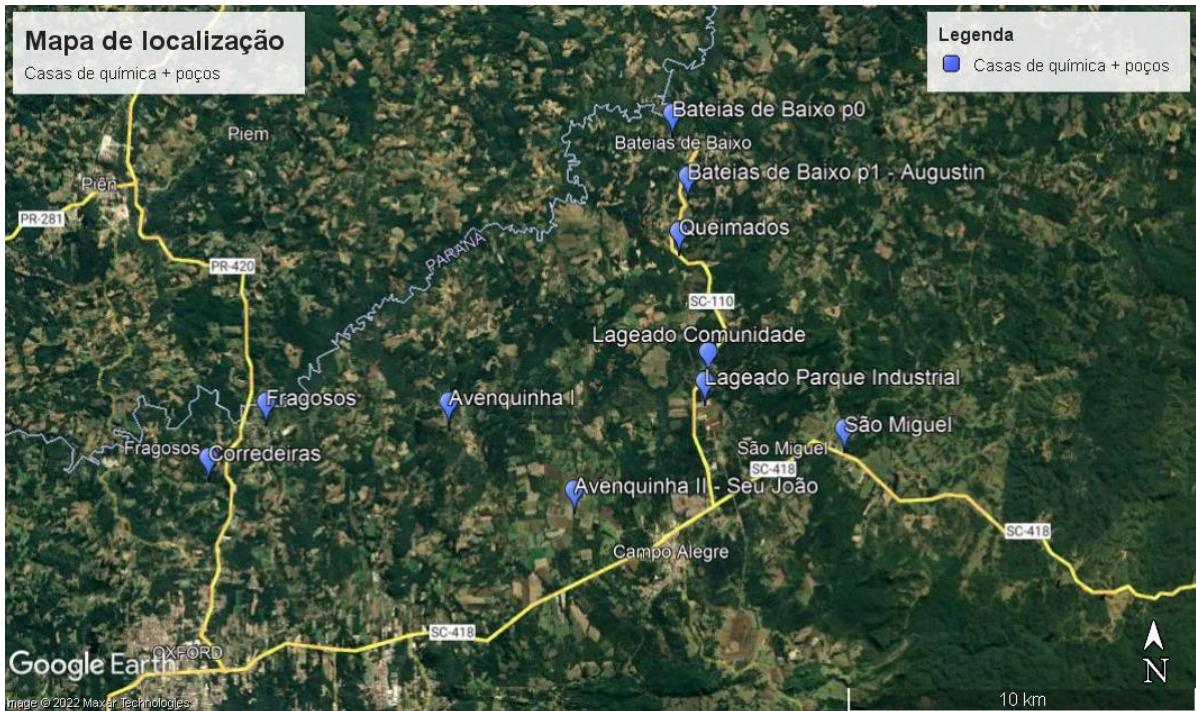 Mapa de localização
Casas de química + poços
Legenda
Casas de química + poços
Bateias de Baixo p0
Piem
Bateias de Baixo
Bateias de Baixo p1 - Augustin
Piên
PR-281
Queimados
PARANÁ
PR-420
SC-110
Lageado Comunidade
Lageado Parque Industrial
Fragosos
Avenquinha I
São Miguel
Fragosos
Corredeiras
São Miguel
SC-418
Avenquinha II - Seu João
SC-418
Campo Alegre
SC-418
OXFORD
Google Earth
N
Image © 2022 Maxar Technologies
10 km